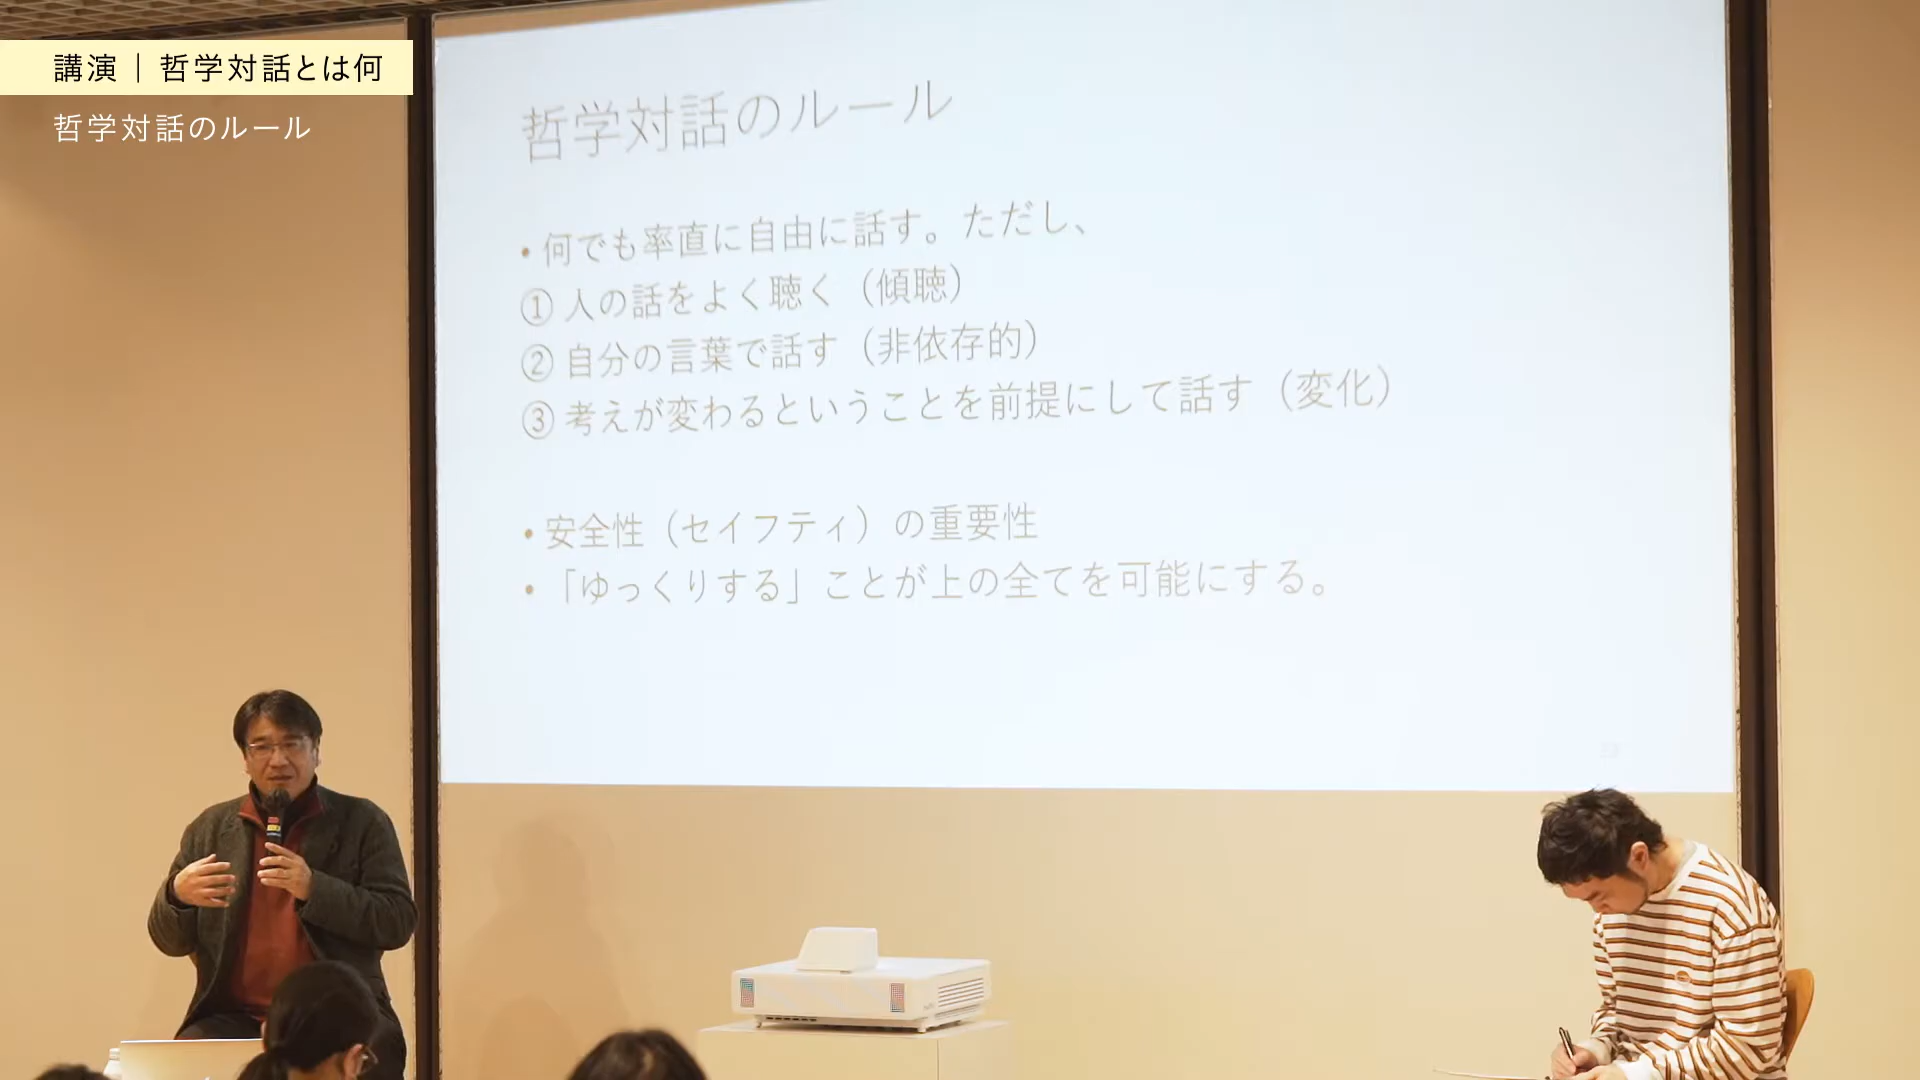 講演｜哲学対話とは何
哲学対話のルール
哲学対話のルール
• 何でも率直に自由に話す。ただし、
① 人の話をよく聴く（傾聴）
② 自分の言葉で話す（非依存的）
③ 考えが変わるということを前提にして話す（変化）
• 安全性（セイフティ）の重要性
• 「ゆっくりする」ことが上の全てを可能にする。